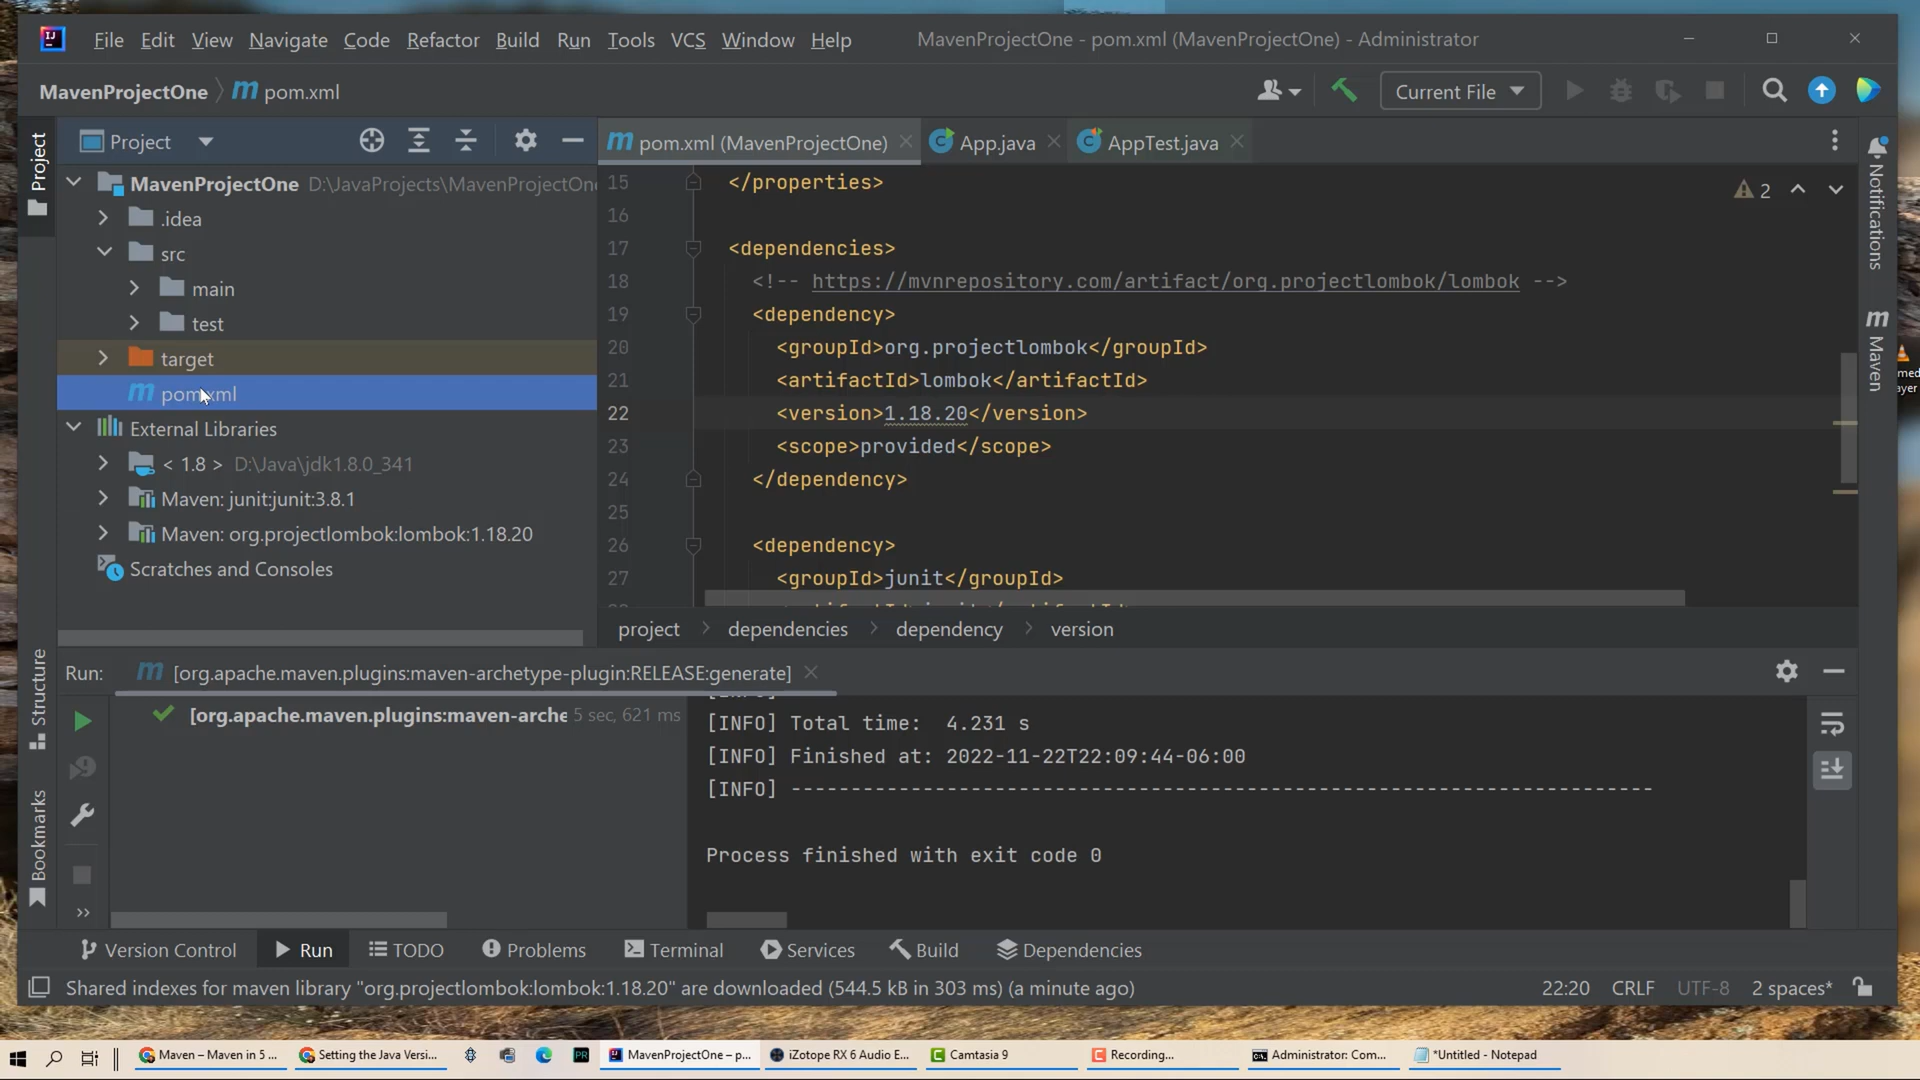 File Edit View Navigate Code Refactor Build Run Tools VCS Window Help MavenProjectOne - pom.xml (MavenProjectOne) - Administrator
MavenProjectOne pom.xml Current File
Project pom.xml (MavenProjectOne) App.java AppTest.java
MavenProjectOne D:\JavaProjects\MavenProjectOne
.idea
src
main
test
target
pom.xml
External Libraries
< 1.8 > D:\Java\jdk1.8.0_341
Maven: junit:junit:3.8.1
Maven: org.projectlombok:lombok:1.18.20
Scratches and Consoles
15 </properties>
16
17 <dependencies>
18 <!-- https://mvnrepository.com/artifact/org.projectlombok/lombok -->
19 <dependency>
20 <groupId>org.projectlombok</groupId>
21 <artifactId>lombok</artifactId>
22 <version>1.18.20</version>
23 <scope>provided</scope>
24 </dependency>
25
26 <dependency>
27 <groupId>junit</groupId>
2
project dependencies dependency version
Project
Structure
Bookmarks
Notifications
Maven
Run: [org.apache.maven.plugins:maven-archetype-plugin:RELEASE:generate]
[org.apache.maven.plugins:maven-arche 5 sec, 621 ms
[INFO] Total time: 4.231 s
[INFO] Finished at: 2022-11-22T22:09:44-06:00
[INFO] ------------------------------------------------------------------------
Process finished with exit code 0
Version Control Run TODO Problems Terminal Services Build Dependencies
Shared indexes for maven library "org.projectlombok:lombok:1.18.20" are downloaded (544.5 kB in 303 ms) (a minute ago) 22:20 CRLF UTF-8 2 spaces*
Maven – Maven in 5 ... Setting the Java Versi... MavenProjectOne – p... iZotope RX 6 Audio E... Camtasia 9 Recording... Administrator: Com... *Untitled - Notepad